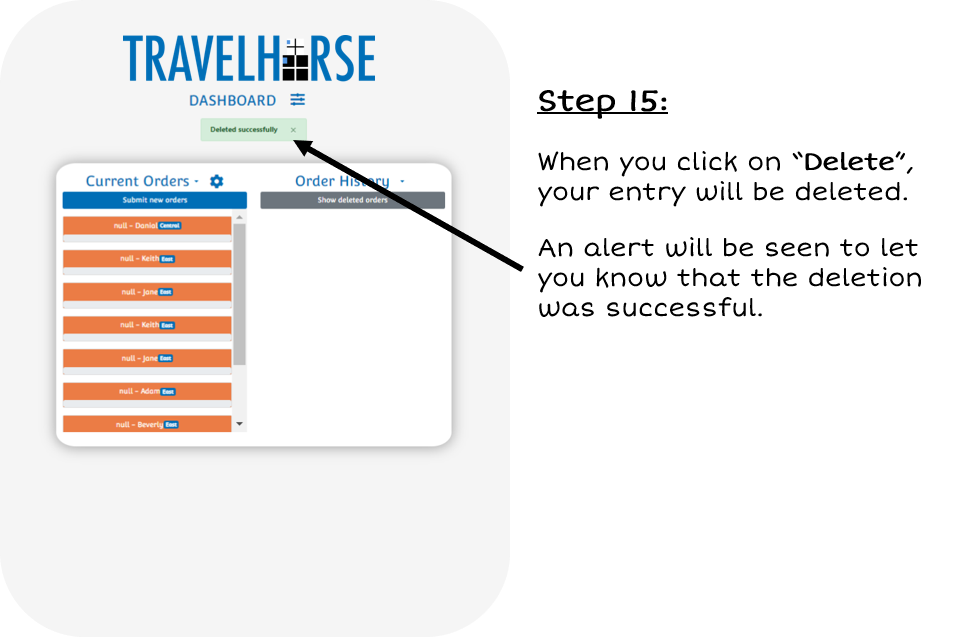 TRAVELHORSE
DASHBOARD
Deleted successfully ×
Current Orders -
Submit new orders
null - Danial Central
null - Keith East
null - Jane East
null - Keith East
null - Jane East
null - Adam East
null - Beverly East
Order History -
Show deleted orders
Step 15:
When you click on “Delete”,
your entry will be deleted.
An alert will be seen to let
you know that the deletion
was successful.